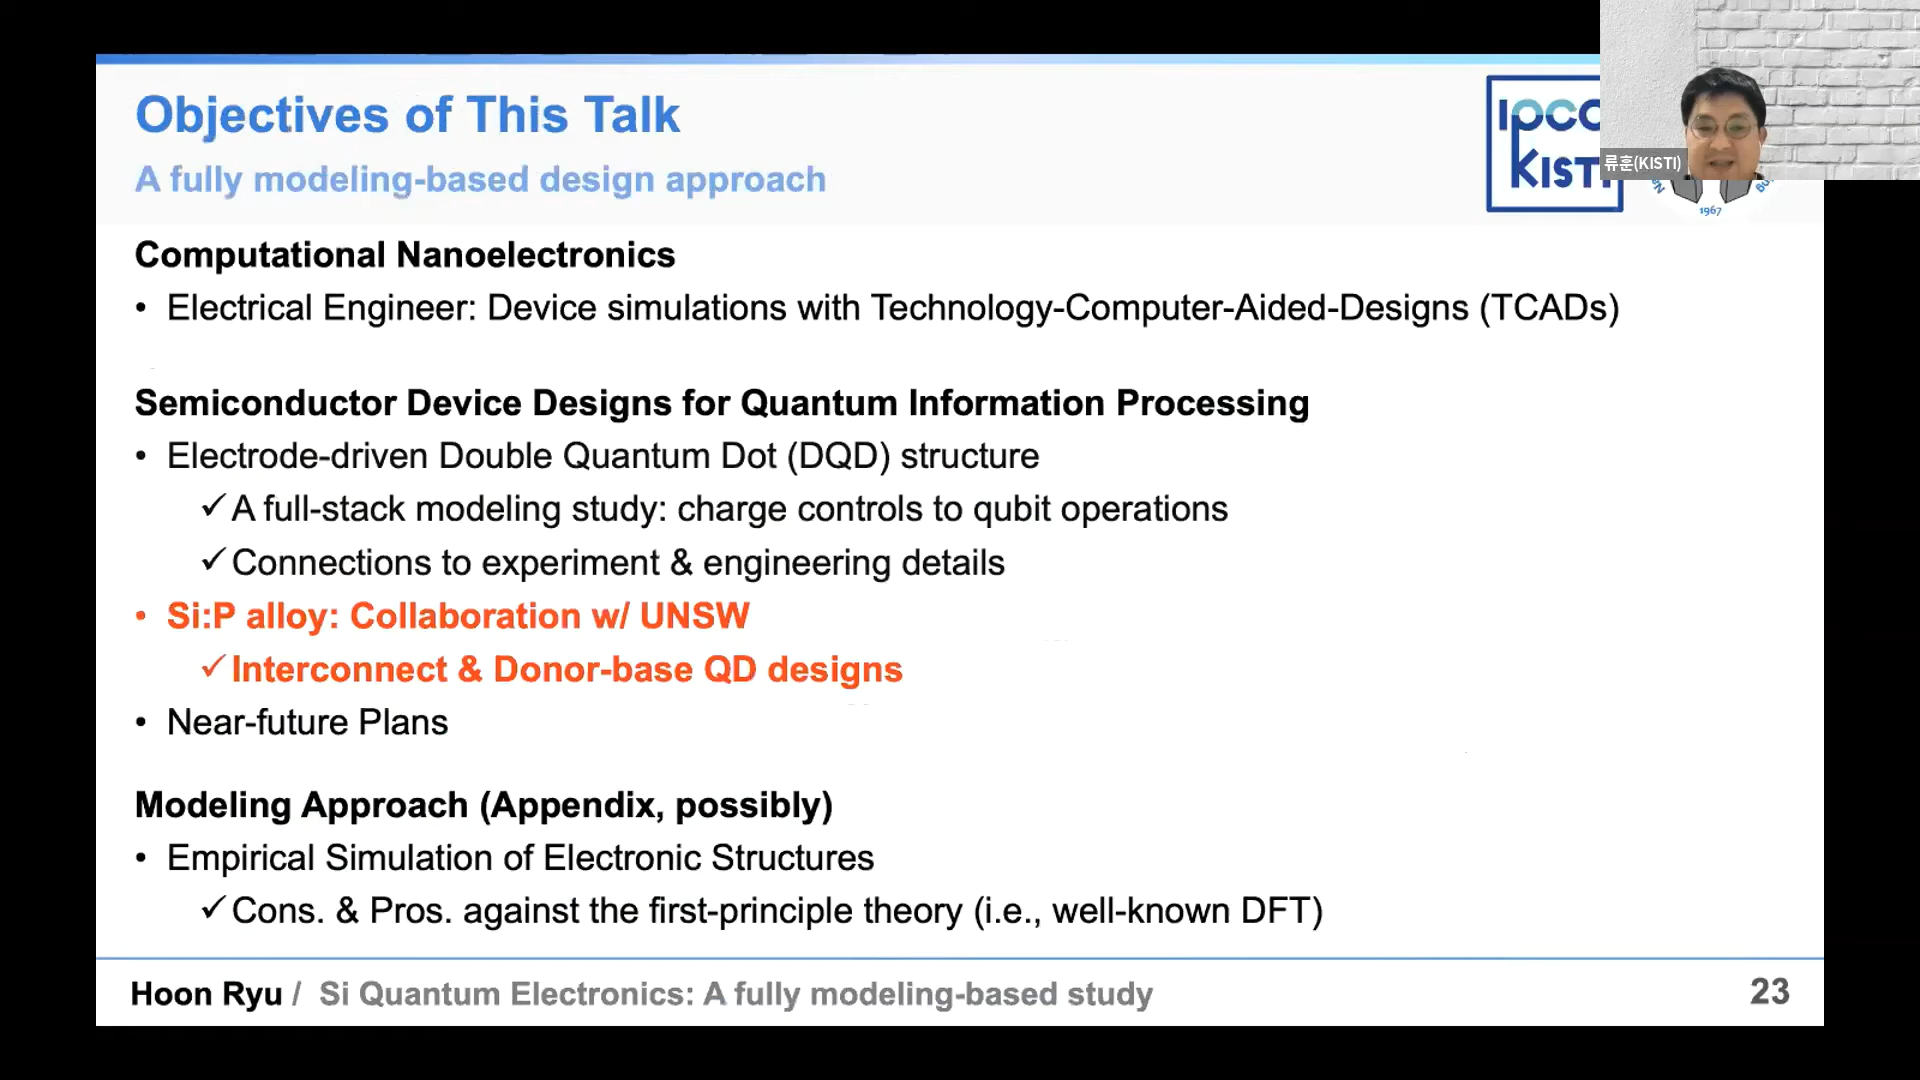 Objectives of This Talk
A fully modeling-based design approach
IPCC
KISTI
류훈(KISTI)
1967
Computational Nanoelectronics
• Electrical Engineer: Device simulations with Technology-Computer-Aided-Designs (TCADs)
Semiconductor Device Designs for Quantum Information Processing
• Electrode-driven Double Quantum Dot (DQD) structure
✓ A full-stack modeling study: charge controls to qubit operations
✓ Connections to experiment & engineering details
• Si:P alloy: Collaboration w/ UNSW
✓ Interconnect & Donor-base QD designs
• Near-future Plans
Modeling Approach (Appendix, possibly)
• Empirical Simulation of Electronic Structures
✓ Cons. & Pros. against the first-principle theory (i.e., well-known DFT)
Hoon Ryu / Si Quantum Electronics: A fully modeling-based study
23